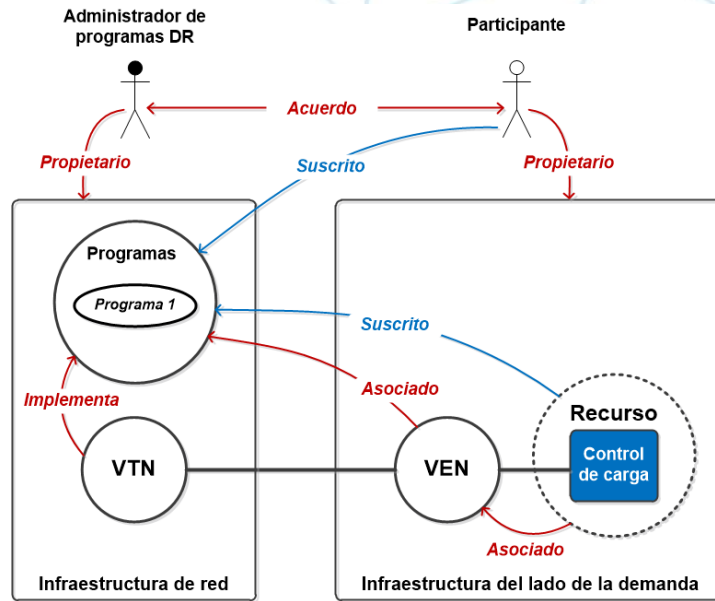 Administrador de
programas DR
Participante
Acuerdo
Propietario
Suscrito
Propietario
Programas
Programa 1
Suscrito
Implementa
Asociado
Recurso
VTN
VEN
Control
de carga
Asociado
Infraestructura de red
Infraestructura del lado de la demanda